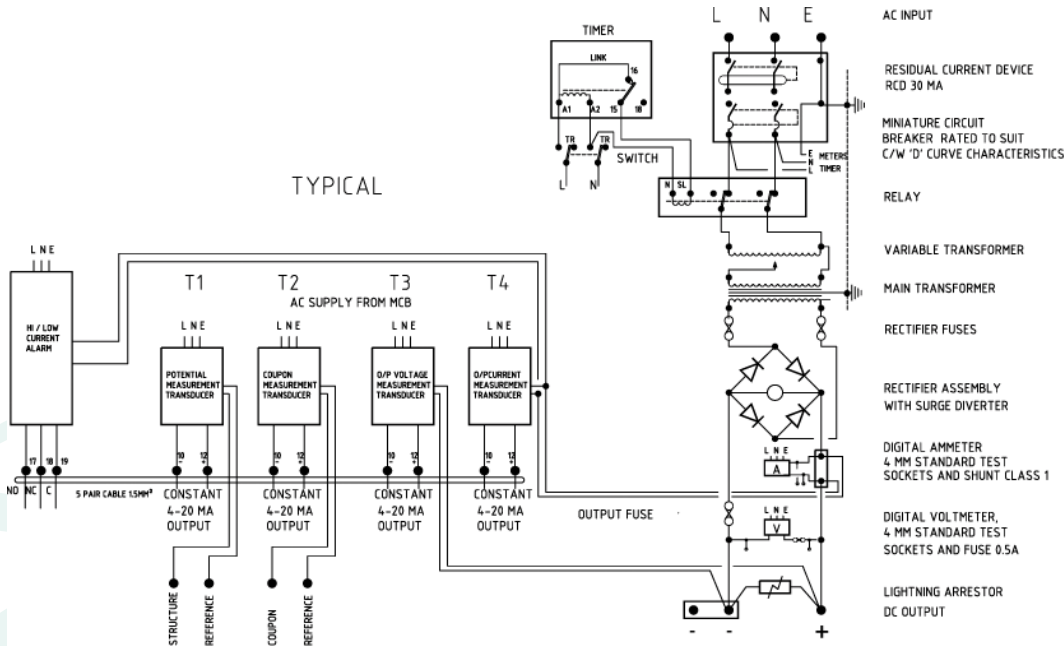 L N E
AC INPUT
TIMER
LINK
16
A1 A2 15 18
TR TR
SWITCH
L N
RESIDUAL CURRENT DEVICE
RCD 30 MA
MINIATURE CIRCUIT
BREAKER RATED TO SUIT
C/W 'D' CURVE CHARACTERISTICS
E
N
L
METERS
TIMER
TYPICAL
N SL
RELAY
VARIABLE TRANSFORMER
MAIN TRANSFORMER
RECTIFIER FUSES
RECTIFIER ASSEMBLY
WITH SURGE DIVERTER
L N E
HI / LOW
CURRENT
ALARM
T1 T2 T3 T4
AC SUPPLY FROM MCB
L N E
L N E
L N E
L N E
POTENTIAL
MEASUREMENT
TRANSDUCER
COUPON
MEASUREMENT
TRANSDUCER
O/P VOLTAGE
MEASUREMENT
TRANSDUCER
O/PCURRENT
MEASUREMENT
TRANSDUCER
17 18 19
10 - 12 +
10 - 12 +
10 - 12 +
10 - 12 +
NO NC C
5 PAIR CABLE 1.5MM²
CONSTANT
4-20 MA
OUTPUT
CONSTANT
4-20 MA
OUTPUT
CONSTANT
4-20 MA
OUTPUT
CONSTANT
4-20 MA
OUTPUT
STRUCTURE
REFERENCE
COUPON
REFERENCE
L N E
A
DIGITAL AMMETER
4 MM STANDARD TEST
SOCKETS AND SHUNT CLASS 1
OUTPUT FUSE
L N E
V
DIGITAL VOLTMETER,
4 MM STANDARD TEST
SOCKETS AND FUSE 0.5A
LIGHTNING ARRESTOR
DC OUTPUT
- - +